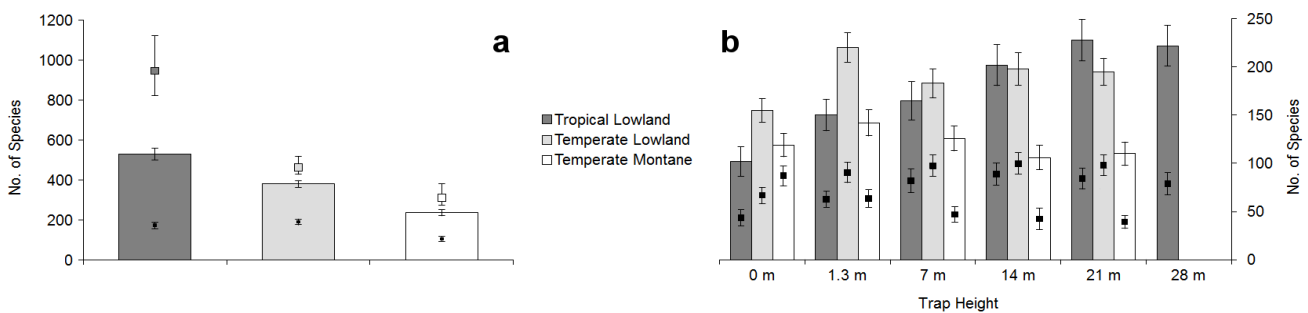 1200
1000
800
600
400
200
0
No. of Species
a
Tropical Lowland
Temperate Lowland
Temperate Montane
b
250
200
150
100
50
0
No. of Species
0 m 1.3 m 7 m 14 m 21 m 28 m
Trap Height